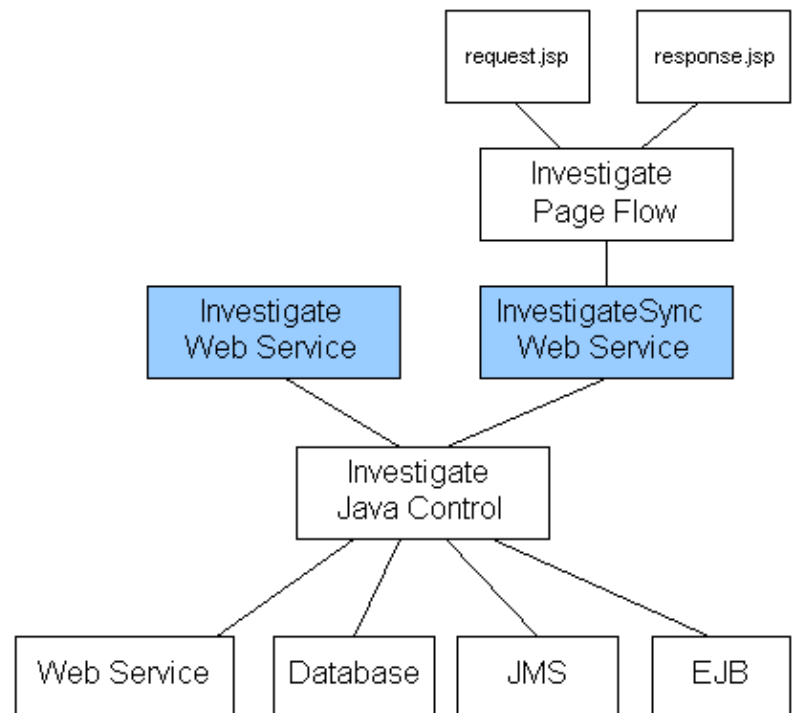 request.jsp
response.jsp
Investigate
Page Flow
Investigate
Web Service
InvestigateSync
Web Service
Investigate
Java Control
Web Service
Database
JMS
EJB